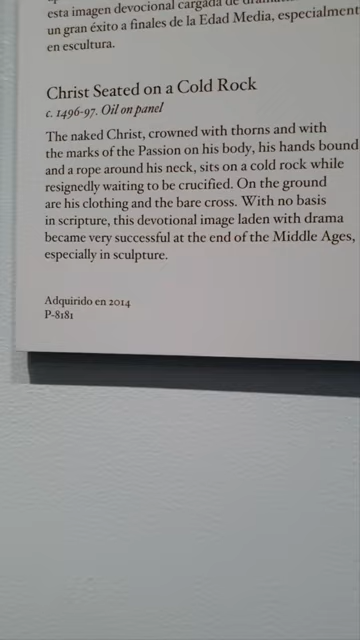 esta imagen devocional cargada de
un gran éxito a finales de la Edad Media, especialment
en escultura.
Christ Seated on a Cold Rock
c. 1496-97. Oil on panel
The naked Christ, crowned with thorns and with
the marks of the Passion on his body, his hands bound
and a rope around his neck, sits on a cold rock while
resignedly waiting to be crucified. On the ground
are his clothing and the bare cross. With no basis
in scripture, this devotional image laden with drama
became very successful at the end of the Middle Ages,
especially in sculpture.
Adquirido en 2014
P-8181